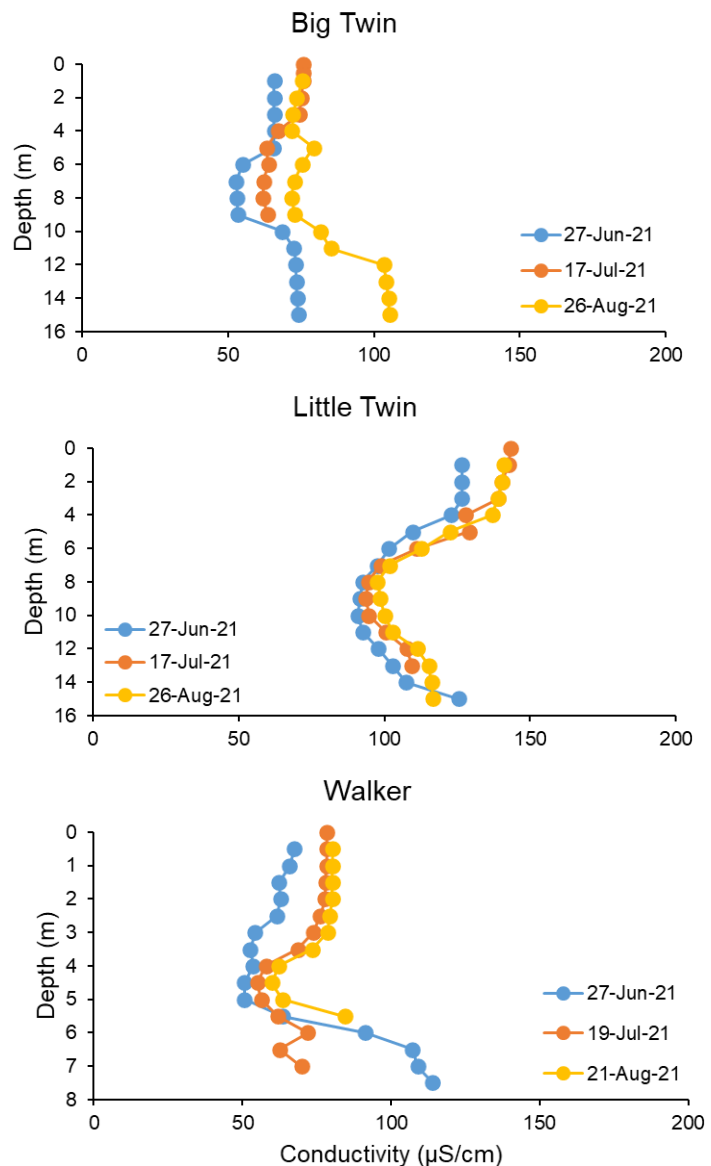 Big Twin
0
2
4
6
8
10
12
14
16
Depth (m)
0 50 100 150 200
27-Jun-21
17-Jul-21
26-Aug-21
Little Twin
0
2
4
6
8
10
12
14
16
Depth (m)
0 50 100 150 200
27-Jun-21
17-Jul-21
26-Aug-21
Walker
0
1
2
3
4
5
6
7
8
Depth (m)
0 50 100 150 200
27-Jun-21
19-Jul-21
21-Aug-21
Conductivity (µS/cm)